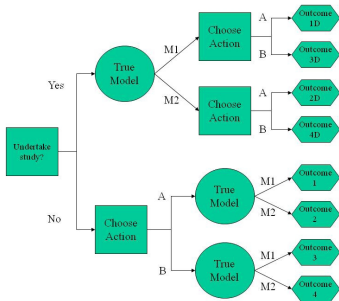 Outcome
1D
A
Choose
Action
M1
B
Outcome
3D
True
Model
Yes
M2
Outcome
2D
A
Choose
Action
B
Outcome
4D
Undertake
study?
No
Choose
Action
A
True
Model
M1
Outcome
1
M2
Outcome
2
B
True
Model
M1
Outcome
3
M2
Outcome
4